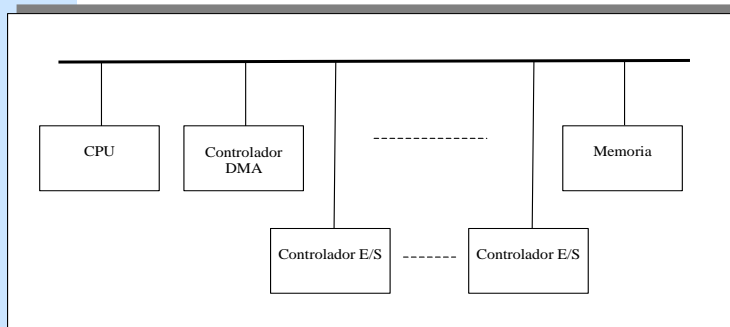 CPU
Controlador
DMA
Memoria
Controlador E/S
Controlador E/S